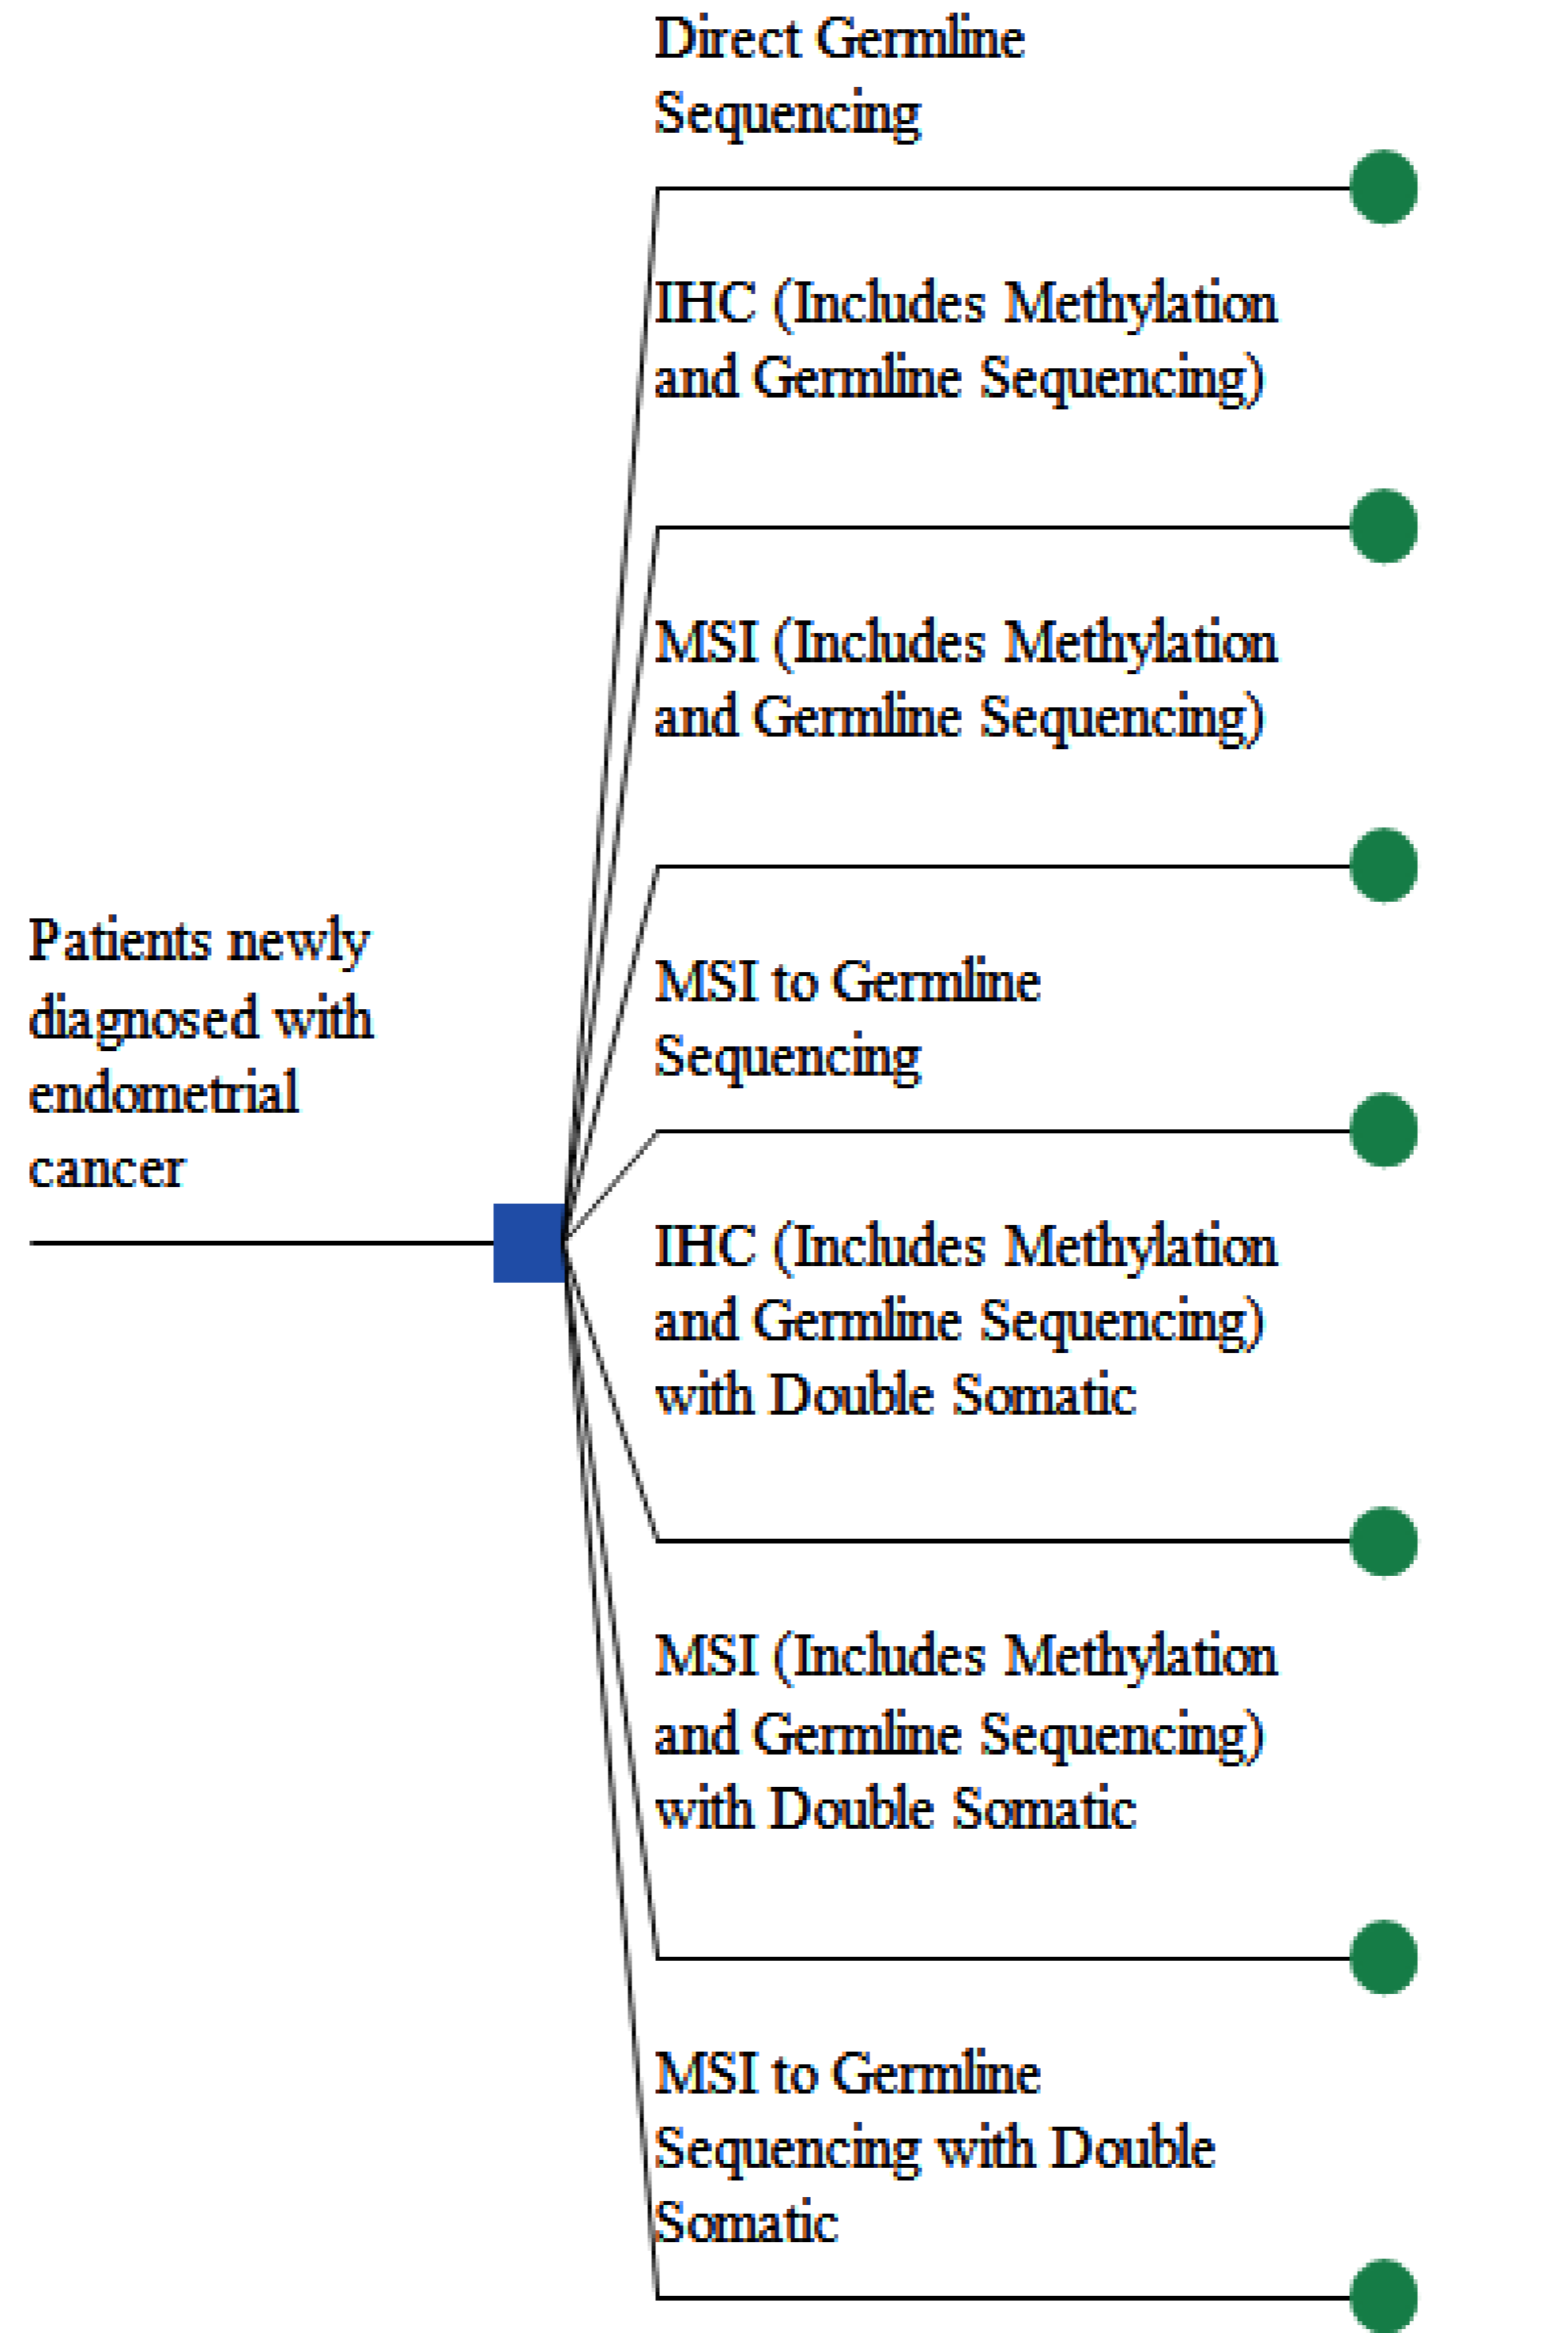 Direct Germline
Sequencing
IHC (Includes Methylation
and Germline Sequencing)
MSI (Includes Methylation
and Germline Sequencing)
Patients newly
diagnosed with
endometrial
cancer
MSI to Germline
Sequencing
IHC (Includes Methylation
and Germline Sequencing)
with Double Somatic
MSI (Includes Methylation
and Germline Sequencing)
with Double Somatic
MSI to Germline
Sequencing with Double
Somatic